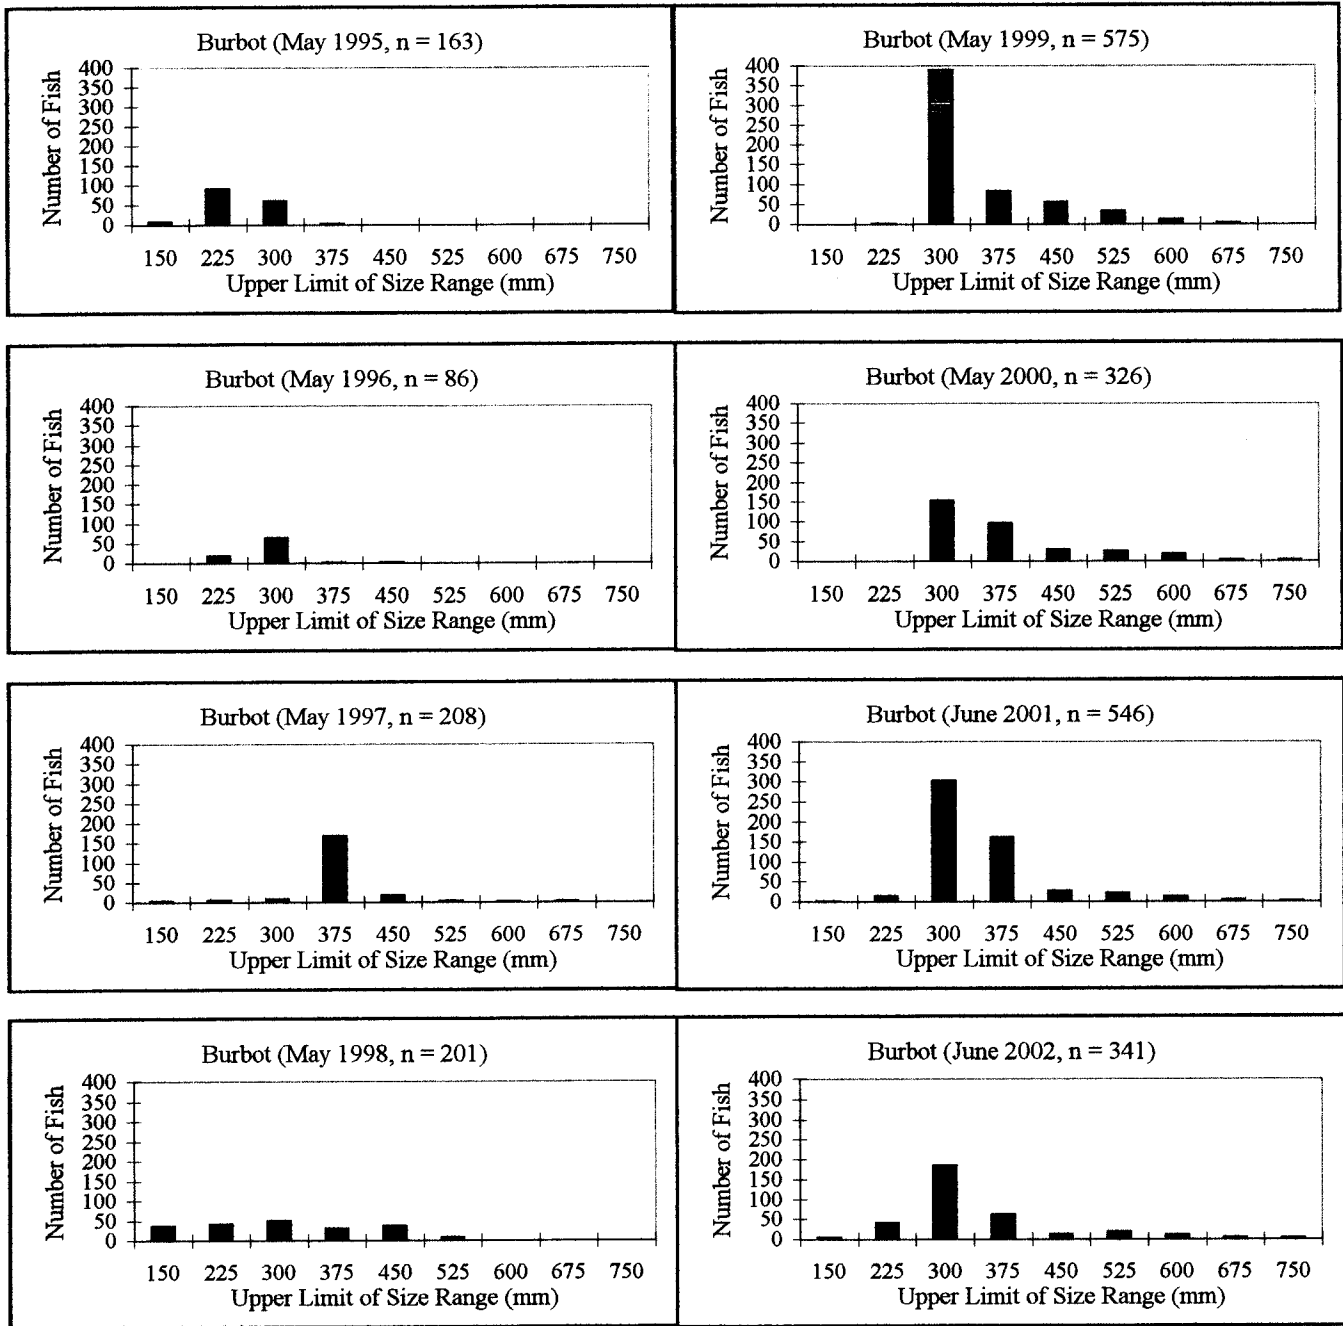 Burbot (May 1995, n = 163)
Number of Fish
400
350
300
250
200
150
100
50
0
150 225 300 375 450 525 600 675 750
Upper Limit of Size Range (mm)
Burbot (May 1999, n = 575)
Number of Fish
400
350
300
250
200
150
100
50
0
150 225 300 375 450 525 600 675 750
Upper Limit of Size Range (mm)
Burbot (May 1996, n = 86)
Number of Fish
400
350
300
250
200
150
100
50
0
150 225 300 375 450 525 600 675 750
Upper Limit of Size Range (mm)
Burbot (May 2000, n = 326)
Number of Fish
400
350
300
250
200
150
100
50
0
150 225 300 375 450 525 600 675 750
Upper Limit of Size Range (mm)
Burbot (May 1997, n = 208)
Number of Fish
400
350
300
250
200
150
100
50
0
150 225 300 375 450 525 600 675 750
Upper Limit of Size Range (mm)
Burbot (June 2001, n = 546)
Number of Fish
400
350
300
250
200
150
100
50
0
150 225 300 375 450 525 600 675 750
Upper Limit of Size Range (mm)
Burbot (May 1998, n = 201)
Number of Fish
400
350
300
250
200
150
100
50
0
150 225 300 375 450 525 600 675 750
Upper Limit of Size Range (mm)
Burbot (June 2002, n = 341)
Number of Fish
400
350
300
250
200
150
100
50
0
150 225 300 375 450 525 600 675 750
Upper Limit of Size Range (mm)